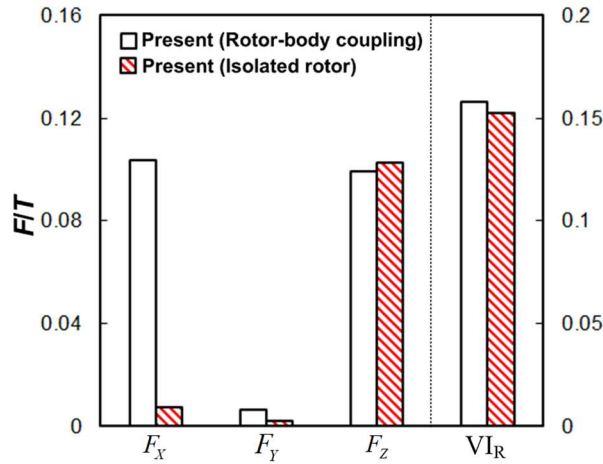 0.16
0.2
Present (Rotor-body coupling)
Present (Isolated rotor)
0.12
0.15
F/T
0.08
0.1
0.04
0.05
0
0
F_X
F_Y
F_Z
VI_R